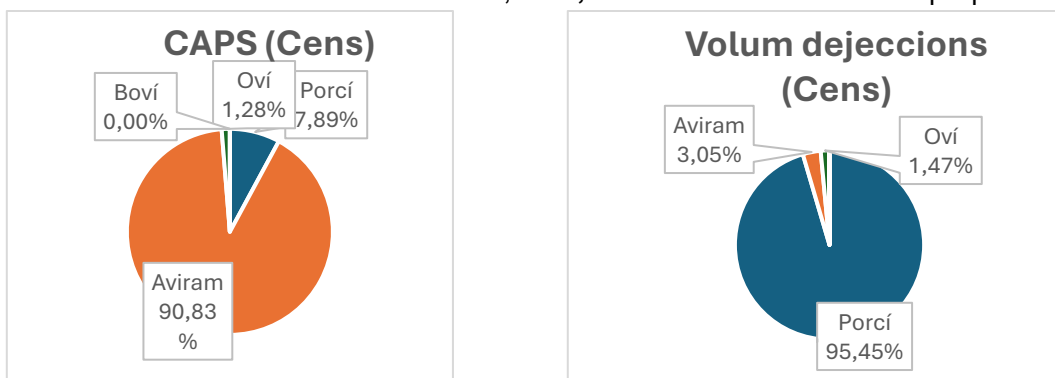 CAPS (Cens)
Boví
0,00%
Oví
1,28%
Porcí
7,89%
Aviram
90,83
%
Volum dejeccions
(Cens)
Aviram
3,05%
Oví
1,47%
Porcí
95,45%